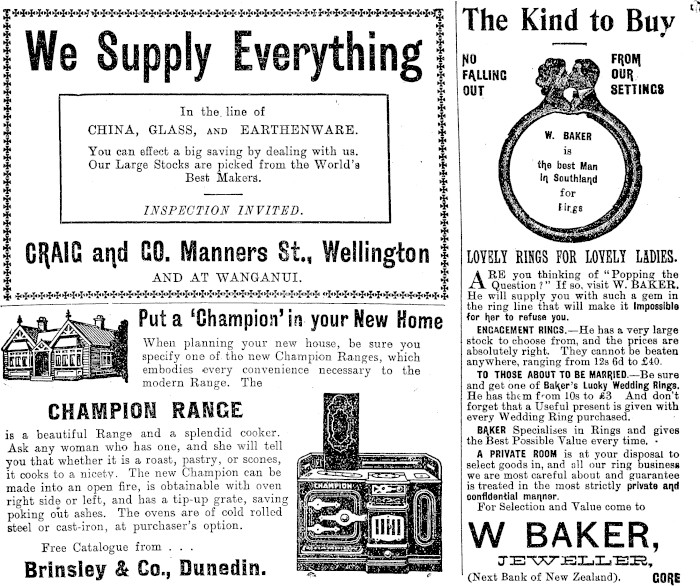 We Supply Everything
In the line of
CHINA, GLASS, AND EARTHENWARE.
You can effect a big saving by dealing with us.
Our Large Stocks are picked from the World's
Best Makers.
INSPECTION INVITED.
CRAIG and CO. Manners St., Wellington
AND AT WANGANUI.
Put a 'Champion' in your New Home
When planning your new house, be sure you
specify one of the new Champion Ranges, which
embodies every convenience necessary to the
modern Range. The
CHAMPION RANGE
is a beautiful Range and a splendid cooker.
Ask any woman who has one, and she will tell
you that whether it is a roast, pastry, or scones,
it cooks to a nicety. The new Champion can be
made into an open fire, is obtainable with oven
right side or left, and has a tip-up grate, saving
poking out ashes. The ovens are of cold rolled
steel or cast-iron, at purchaser's option.
Free Catalogue from . . .
Brinsley & Co., Dunedin.
CHAMPION
The Kind to Buy
NO
FALLING
OUT
FROM
OUR
SETTINGS
W. BAKER
is
the best Man
in Southland
for
Rings
LOVELY RINGS FOR LOVELY LADIES.
ARE you thinking of "Popping the
Question?" If so, visit W. BAKER.
He will supply you with such a gem in
the ring line that will make it Impossible
for her to refuse you.
ENGAGEMENT RINGS.—He has a very large
stock to choose from, and the prices are
absolutely right. They cannot be beaten
anywhere, ranging from 12s 6d to £40.
TO THOSE ABOUT TO BE MARRIED.—Be sure
and get one of Baker's Lucky Wedding Rings.
He has them from 10s to £3 And don't
forget that a Useful present is given with
every Wedding Ring purchased.
BAKER Specialises in Rings and gives
the Best Possible Value every time.
A PRIVATE ROOM is at your disposal to
select goods in, and all our ring business
we are most careful about and guarantee
is treated in the most strictly private and
confidential manner.
For Selection and Value come to
W BAKER,
JEWELLER,
(Next Bank of New Zealand). GORE